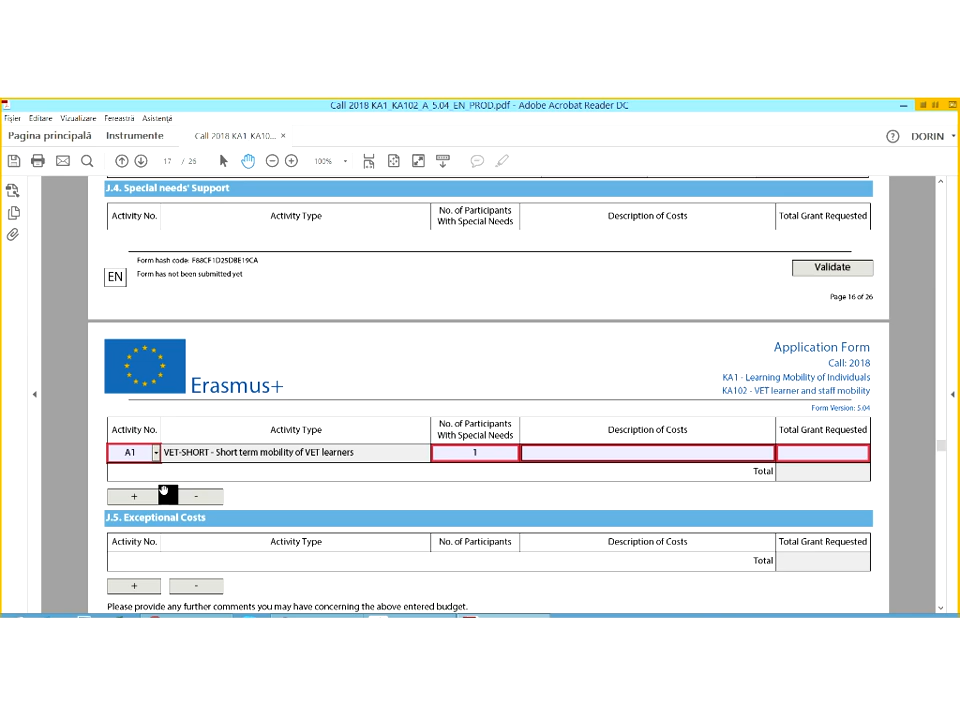 Call 2018 KA1_KA102_A_5.04_EN_PROD.pdf - Adobe Acrobat Reader DC
Fișier Editare Vizualizare Fereastră Asistență
Pagina principală Instrumente Call 2018 KA1 KA10... × ? DORIN
17 / 26 100%
J.4. Special needs' Support
Activity No. Activity Type No. of Participants With Special Needs Description of Costs Total Grant Requested
Form hash code: F88CF1D25DBE19CA
EN Form has not been submitted yet
Validate
Page 16 of 26
Erasmus+
Application Form
Call: 2018
KA1 - Learning Mobility of Individuals
KA102 - VET learner and staff mobility
Form Version: 5.04
Activity No. Activity Type No. of Participants With Special Needs Description of Costs Total Grant Requested
A1 VET-SHORT - Short term mobility of VET learners 1
Total
+ -
J.5. Exceptional Costs
Activity No. Activity Type No. of Participants Description of Costs Total Grant Requested
Total
+ -
Please provide any further comments you may have concerning the above entered budget.